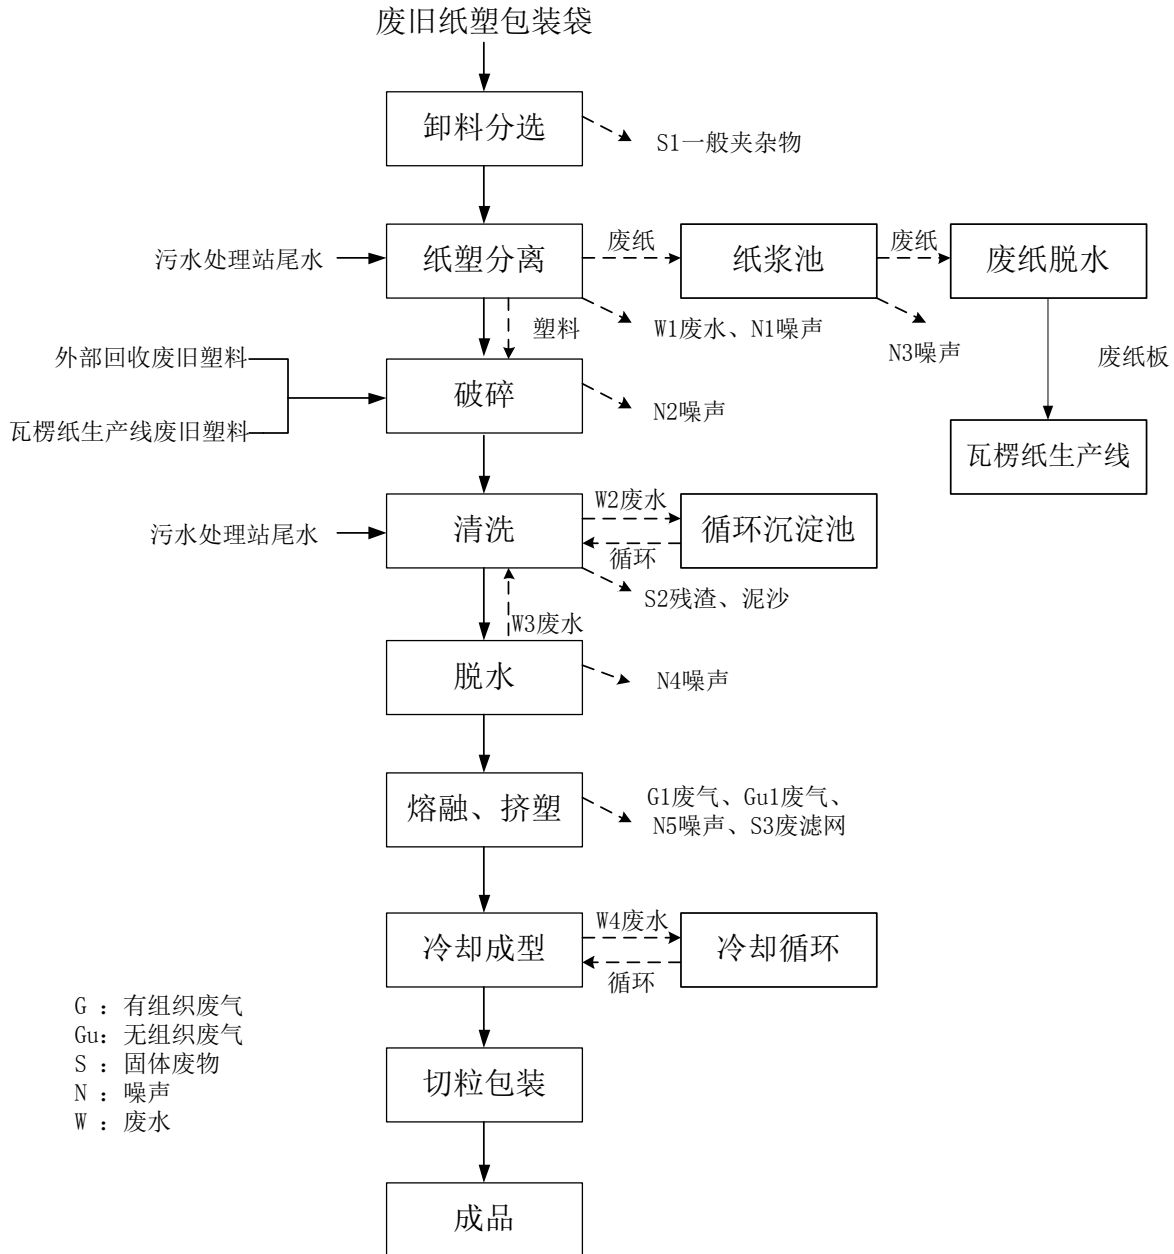 废旧纸塑包装袋
卸料分选
S1一般夹杂物
污水处理站尾水
纸塑分离
废纸
纸浆池
废纸
废纸脱水
塑料
W1废水、N1噪声
N3噪声
废纸板
外部回收废旧塑料
瓦楞纸生产线废旧塑料
破碎
N2噪声
瓦楞纸生产线
污水处理站尾水
清洗
W2废水
循环
循环沉淀池
S2残渣、泥沙
W3废水
脱水
N4噪声
熔融、挤塑
G1废气、Gu1废气、
N5噪声、S3废滤网
冷却成型
W4废水
循环
冷却循环
G ：有组织废气
Gu：无组织废气
S ：固体废物
N ：噪声
W ：废水
切粒包装
成品